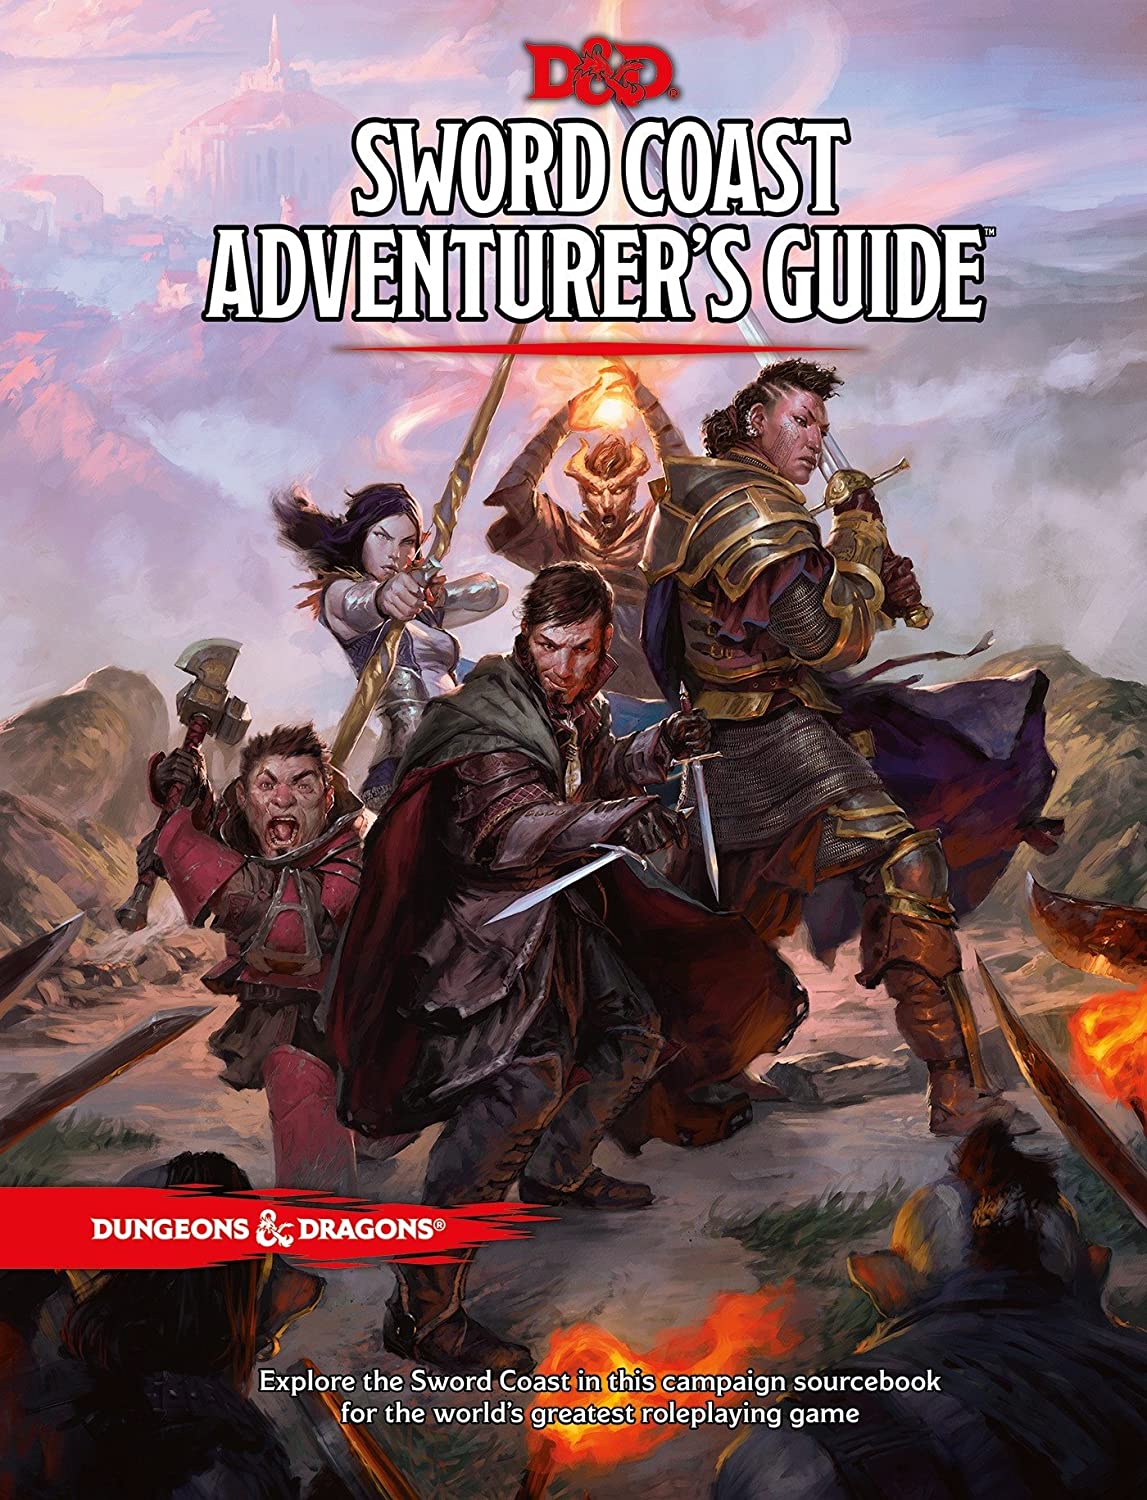 D&D®
SWORD COAST
ADVENTURER'S GUIDE™
DUNGEONS & DRAGONS®
Explore the Sword Coast in this campaign sourcebook
for the world's greatest roleplaying game